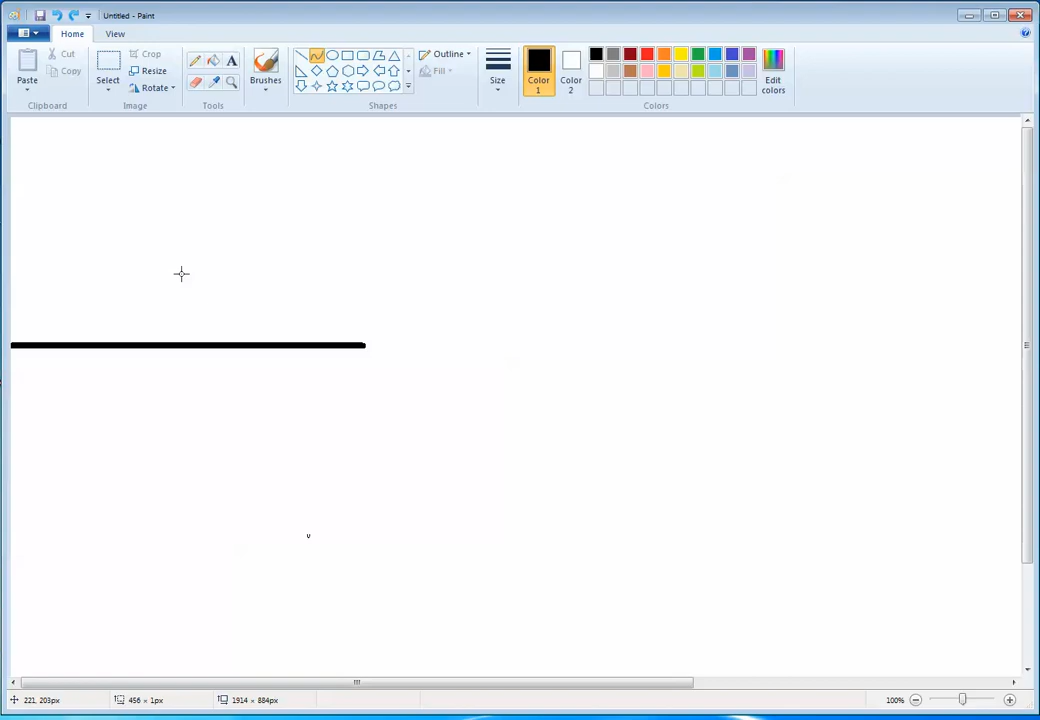 Untitled - Paint
Home View
Paste
Cut
Copy
Clipboard
Select
Crop
Resize
Rotate
Image
A
Tools
Brushes
Outline
Fill
Shapes
Size
Color 1
Color 2
Edit colors
Colors
221, 203px
456 × 1px
1914 × 884px
100%